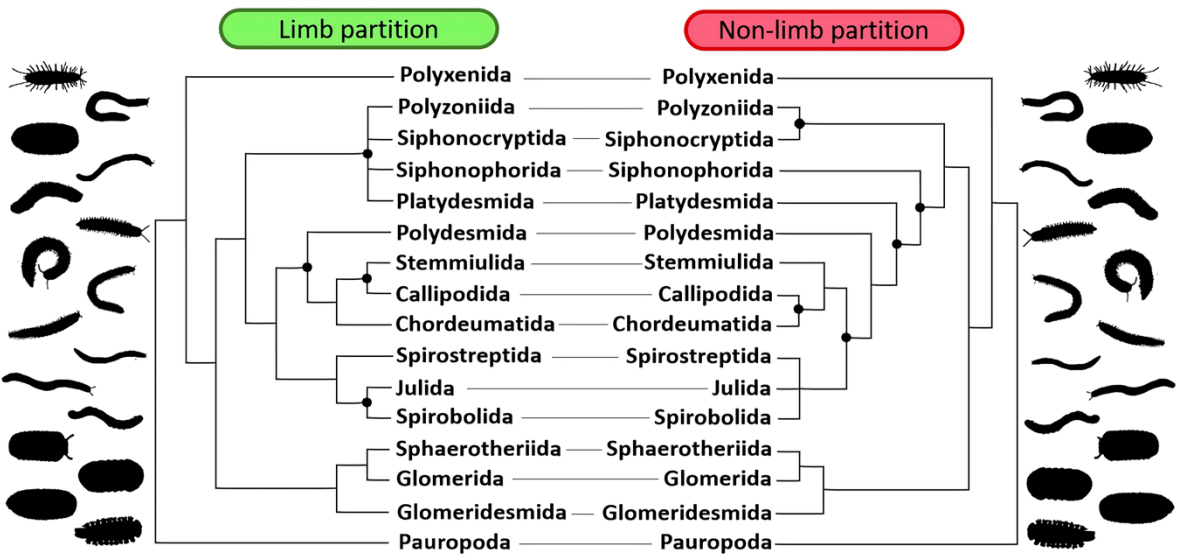 Limb partition Non-limb partition
Polyxenida Polyxenida
Polyzoniida Polyzoniida
Siphonocryptida Siphonocryptida
Siphonophorida Siphonophorida
Platydesmida Platydesmida
Polydesmida Polydesmida
Stemmiulida Stemmiulida
Callipodida Callipodida
Chordeumatida Chordeumatida
Spirostreptida Spirostreptida
Julida Julida
Spirobolida Spirobolida
Sphaerotheriida Sphaerotheriida
Glomerida Glomerida
Glomeridesmida Glomeridesmida
Pauropoda Pauropoda